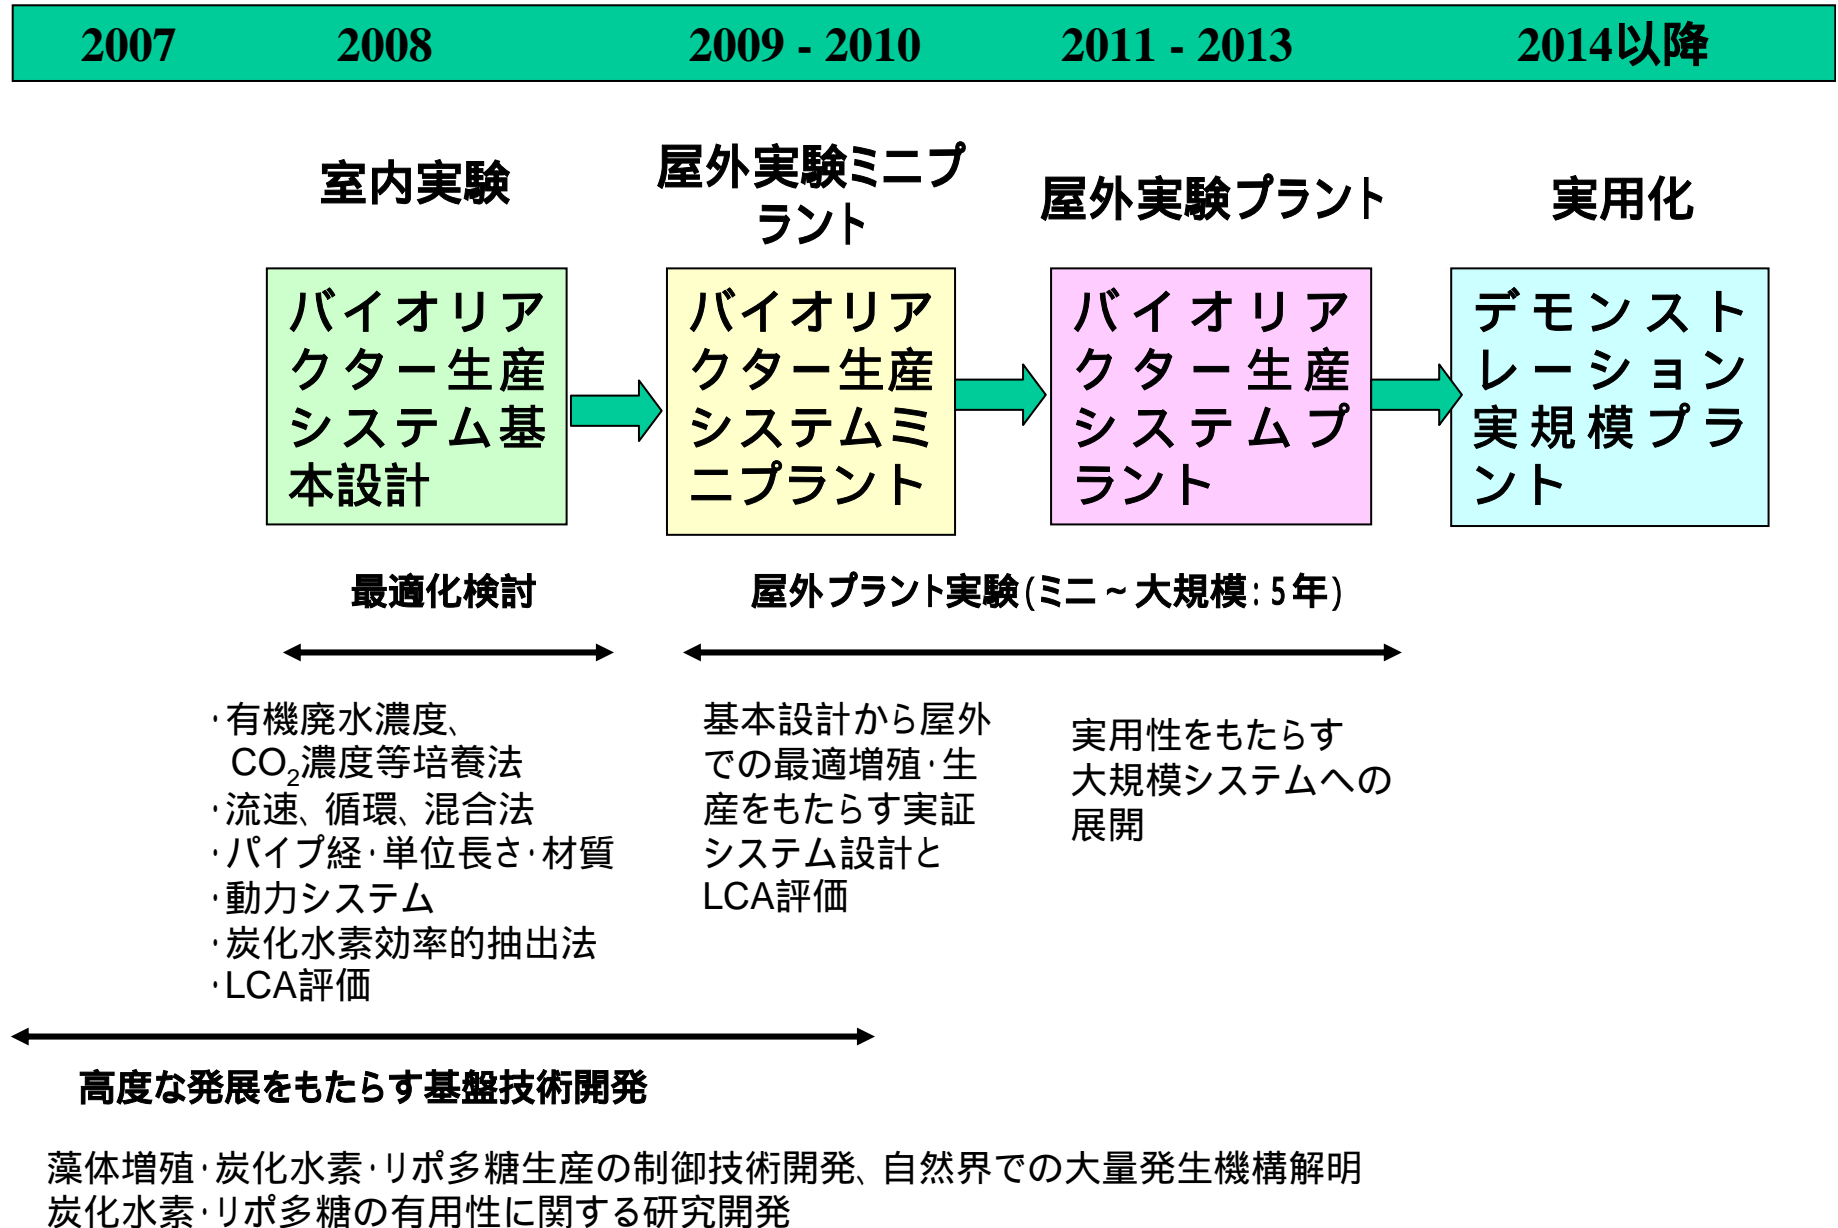 2007 2008 2009 - 2010 2011 - 2013 2014以降
室内実験
屋外実験ミニプ
ラント
屋外実験プラント
実用化
バイオリア
クター生産
システム基
本設計
バイオリア
クター生産
システムミ
ニプラント
バイオリア
クター生産
システムプ
ラント
デモンスト
レーション
実規模プラ
ント
最適化検討
屋外プラント実験(ミニ~大規模:5年)
・有機廃水濃度、
CO₂濃度等培養法
・流速、循環、混合法
・パイプ経・単位長さ・材質
・動力システム
・炭化水素効率的抽出法
・LCA評価
基本設計から屋外
での最適増殖・生
産をもたらす実証
システム設計と
LCA評価
実用性をもたらす
大規模システムへの
展開
高度な発展をもたらす基盤技術開発
藻体増殖・炭化水素・リポ多糖生産の制御技術開発、自然界での大量発生機構解明
炭化水素・リポ多糖の有用性に関する研究開発